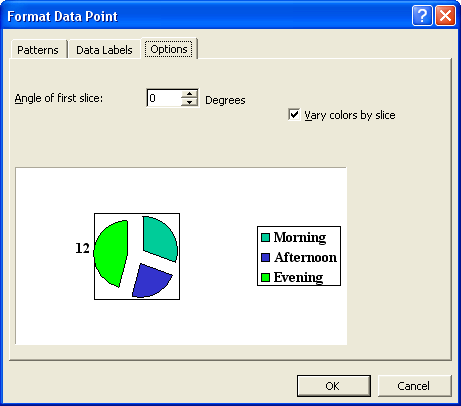 Format Data Point
Patterns Data Labels Options
Angle of first slice: 0 Degrees
Vary colors by slice
12
Morning
Afternoon
Evening
OK Cancel